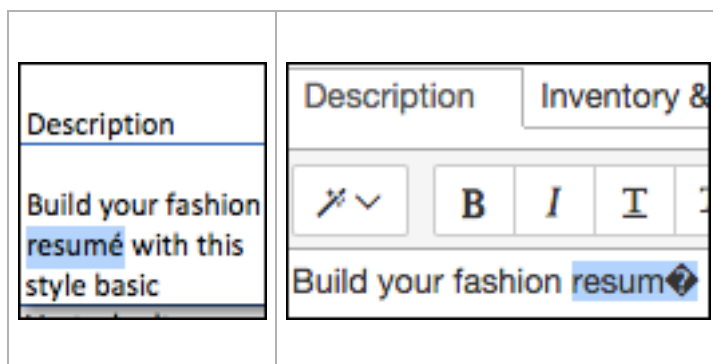 Description
Build your fashion
resumé with this
style basic
Description
Inventory &
B I T
Build your fashion resum�